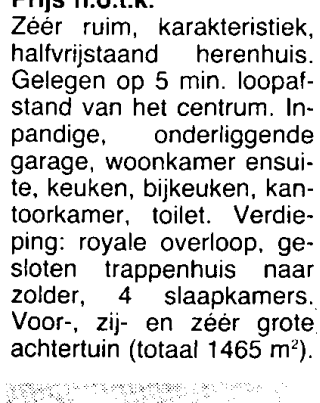 Prijs n.o.t.k.
Zéér ruim, karakteristiek,
halfvrijstaand herenhuis.
Gelegen op 5 min. loopaf-
stand van het centrum. In-
pandige, onderliggende
garage, woonkamer ensui-
te, keuken, bijkeuken, kan-
toorkamer, toilet. Verdie-
ping: royale overloop, ge-
sloten trappenhuis naar
zolder, 4 slaapkamers.
Voor-, zij- en zéér grote
achtertuin (totaal 1465 m²).